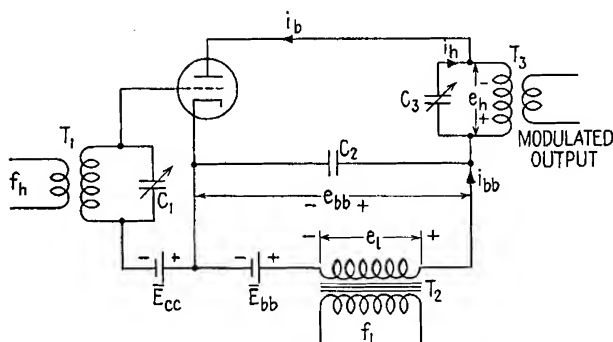 i_b
i_h
T_3
C_3
- e_h +
MODULATED
OUTPUT
T_1
f_h
C_1
C_2
i_bb
e_bb
- +
- e_l +
- +
E_cc
- +
E_bb
T_2
f_l